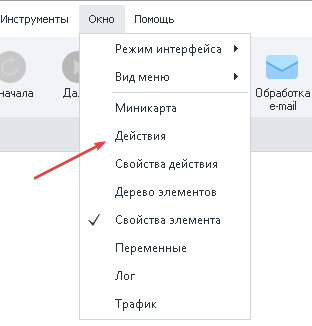 Инструменты Окно Помощь
начала
Да
Обработка
e-mail
Режим интерфейса
Вид меню
Миникарта
Действия
Свойства действия
Дерево элементов
Свойства элемента
Переменные
Лог
Трафик